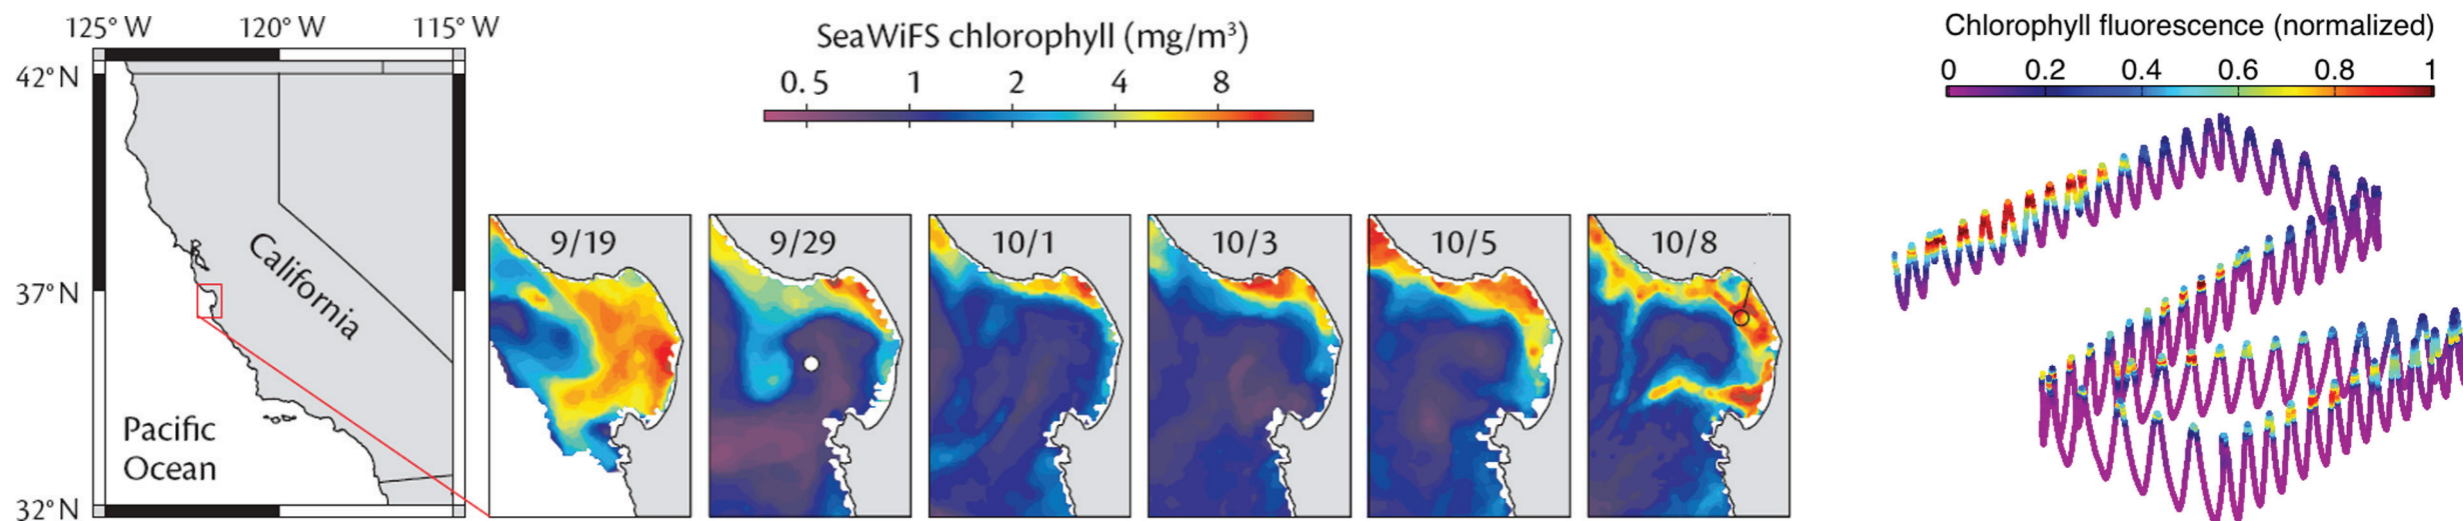 125° W 120° W 115° W
42° N
37° N
32° N
California
Pacific
Ocean
SeaWiFS chlorophyll (mg/m³)
0.5 1 2 4 8
9/19
9/29
10/1
10/3
10/5
10/8
Chlorophyll fluorescence (normalized)
0 0.2 0.4 0.6 0.8 1